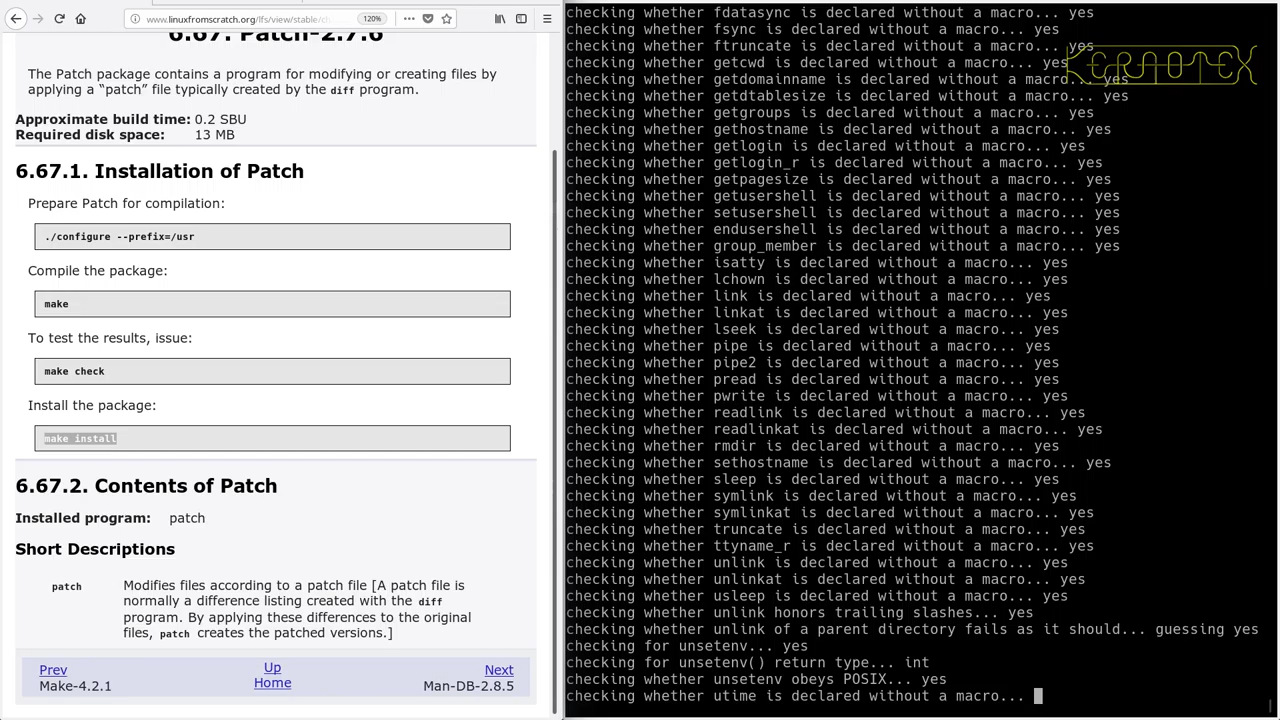 www.linuxfromscratch.org/lfs/view/stable/c
120%
6.67. Patch-2.7.6
The Patch package contains a program for modifying or creating files by
applying a “patch” file typically created by the diff program.
Approximate build time: 0.2 SBU
Required disk space: 13 MB
6.67.1. Installation of Patch
Prepare Patch for compilation:
./configure --prefix=/usr
Compile the package:
make
To test the results, issue:
make check
Install the package:
make install
6.67.2. Contents of Patch
Installed program: patch
Short Descriptions
patch Modifies files according to a patch file [A patch file is
normally a difference listing created with the diff
program. By applying these differences to the original
files, patch creates the patched versions.]
Prev Up Next
Make-4.2.1 Home Man-DB-2.8.5
checking whether fdatasync is declared without a macro... yes
checking whether fsync is declared without a macro... yes
checking whether ftruncate is declared without a macro... yes
checking whether getcwd is declared without a macro... yes
checking whether getdomainname is declared without a macro... yes
checking whether getdtablesize is declared without a macro... yes
checking whether getgroups is declared without a macro... yes
checking whether gethostname is declared without a macro... yes
checking whether getlogin is declared without a macro... yes
checking whether getlogin_r is declared without a macro... yes
checking whether getpagesize is declared without a macro... yes
checking whether getusershell is declared without a macro... yes
checking whether setusershell is declared without a macro... yes
checking whether endusershell is declared without a macro... yes
checking whether group_member is declared without a macro... yes
checking whether isatty is declared without a macro... yes
checking whether lchown is declared without a macro... yes
checking whether link is declared without a macro... yes
checking whether linkat is declared without a macro... yes
checking whether lseek is declared without a macro... yes
checking whether pipe is declared without a macro... yes
checking whether pipe2 is declared without a macro... yes
checking whether pread is declared without a macro... yes
checking whether pwrite is declared without a macro... yes
checking whether readlink is declared without a macro... yes
checking whether readlinkat is declared without a macro... yes
checking whether rmdir is declared without a macro... yes
checking whether sethostname is declared without a macro... yes
checking whether sleep is declared without a macro... yes
checking whether symlink is declared without a macro... yes
checking whether symlinkat is declared without a macro... yes
checking whether truncate is declared without a macro... yes
checking whether ttyname_r is declared without a macro... yes
checking whether unlink is declared without a macro... yes
checking whether unlinkat is declared without a macro... yes
checking whether usleep is declared without a macro... yes
checking whether unlink honors trailing slashes... yes
checking whether unlink of a parent directory fails as it should... guessing yes
checking for unsetenv... yes
checking for unsetenv() return type... int
checking whether unsetenv obeys POSIX... yes
checking whether utime is declared without a macro...
KERNOTEX